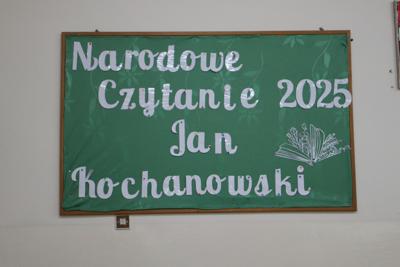 Narodowe
Czytanie 2025
Jan
Kochanowski